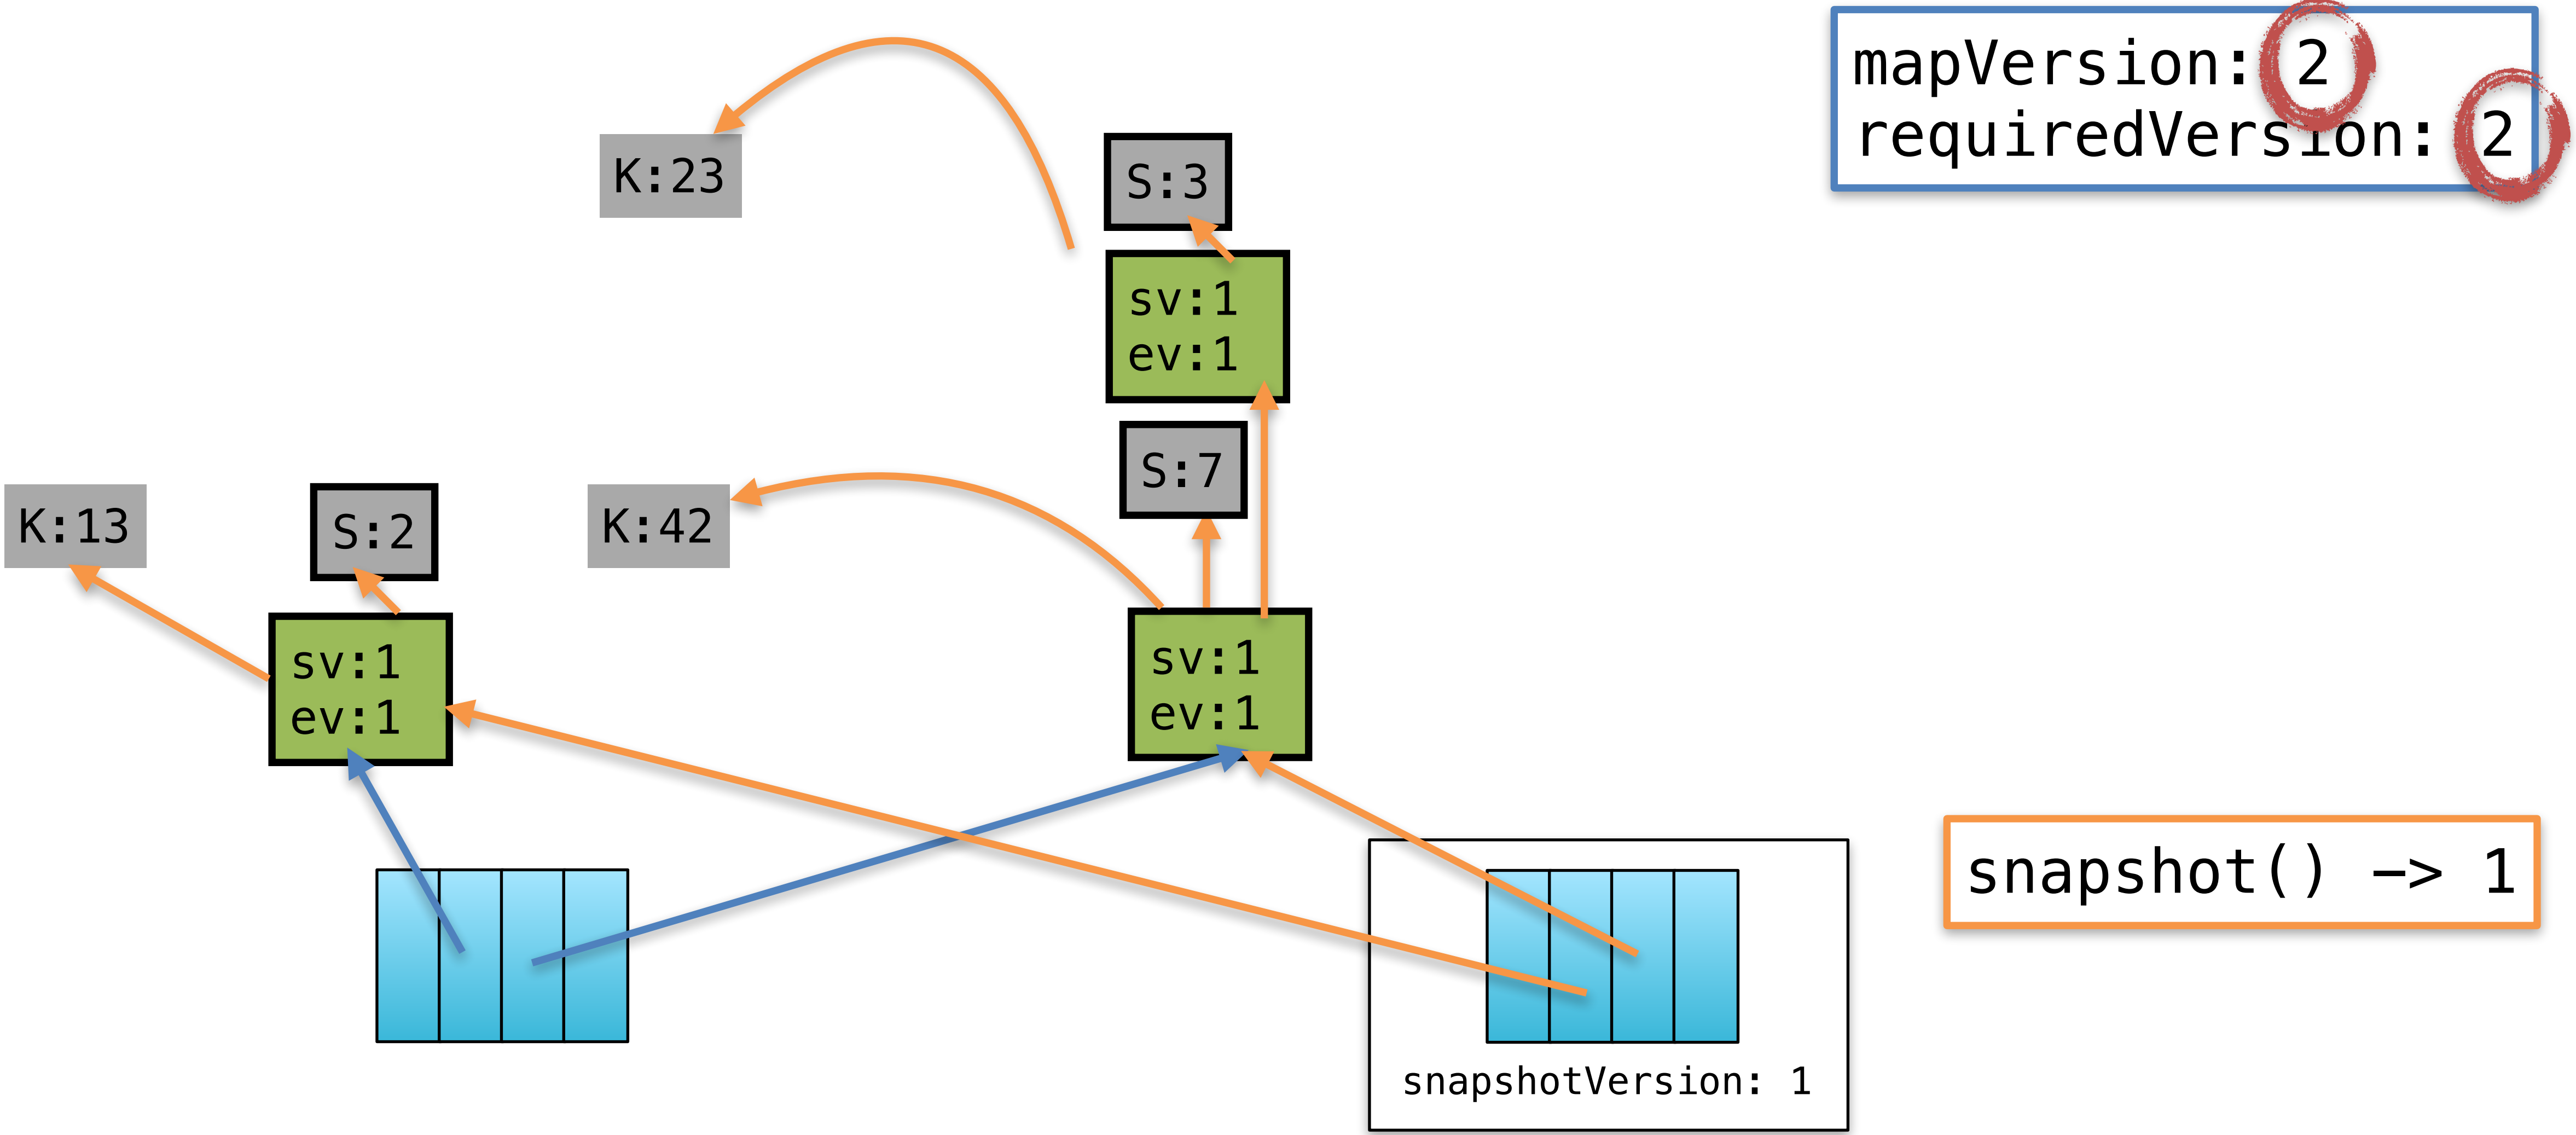 mapVersion: 2
requiredVersion: 2
K:23
S:3
sv:1
ev:1
S:7
K:13
S:2
K:42
sv:1
ev:1
sv:1
ev:1
snapshot() -> 1
snapshotVersion: 1